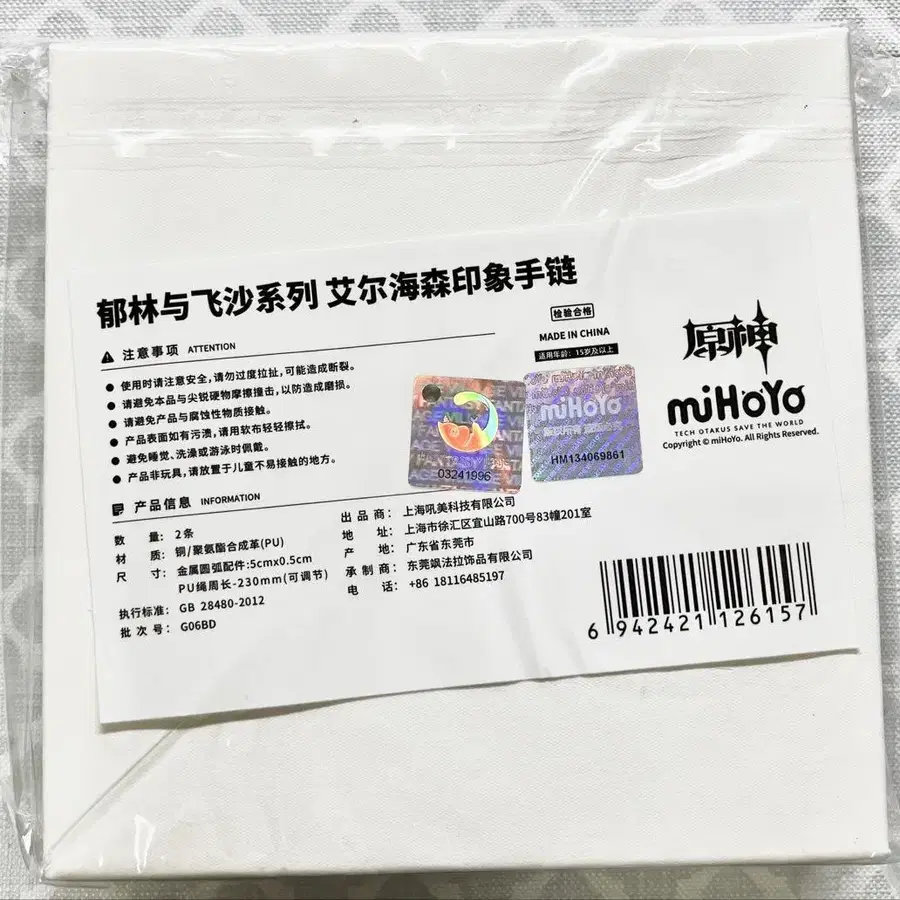 郁林与飞沙系列 艾尔海森印象手链
注意事项 ATTENTION
● 使用时请注意安全，请勿过度拉扯，可能造成断裂。
● 请避免本品与尖锐硬物摩擦撞击，以防造成磨损。
● 请避免产品与腐蚀性物质接触。
● 产品表面如有污渍，请用软布轻轻擦拭。
● 避免睡觉、洗澡或游泳时佩戴。
● 产品非玩具，请放置于儿童不易接触的地方。
检验合格
MADE IN CHINA
适用年龄：15岁及以上
03241996
miHoYo
HM134069861
原神
miHoYo
TECH OTAKUS SAVE THE WORLD
Copyright © miHoYo. All Rights Reserved.
产品信息 INFORMATION
数量：2条
材质：铜/聚氨酯合成革(PU)
尺寸：金属圆弧配件:5cmx0.5cm
PU绳周长-230mm(可调节)
执行标准：GB 28480-2012
批次号：G06BD
出品商：上海吼美科技有限公司
地址：上海市徐汇区宜山路700号83幢201室
产地：广东省东莞市
承制商：东莞飒法拉饰品有限公司
电话：+86 18116485197
6 942421 126157